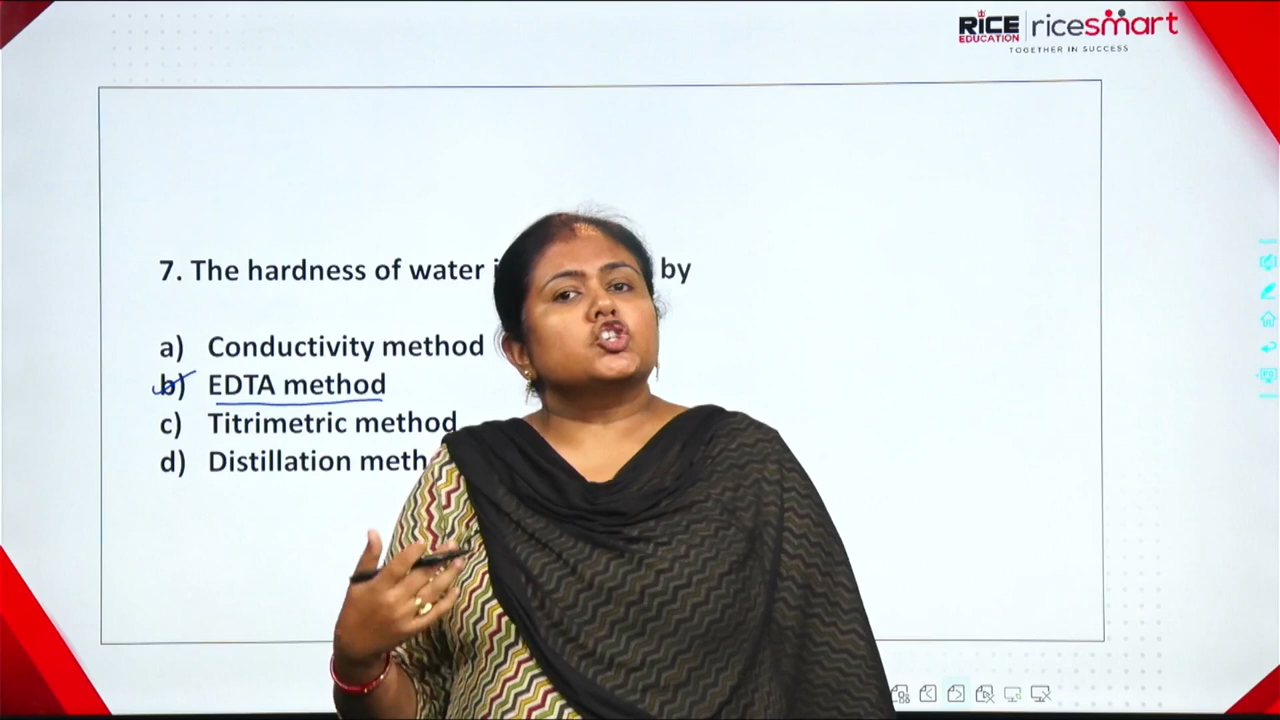 RICE EDUCATION ricesmart
TOGETHER IN SUCCESS
7. The hardness of water by
a) Conductivity method
b) EDTA method
c) Titrimetric method
d) Distillation